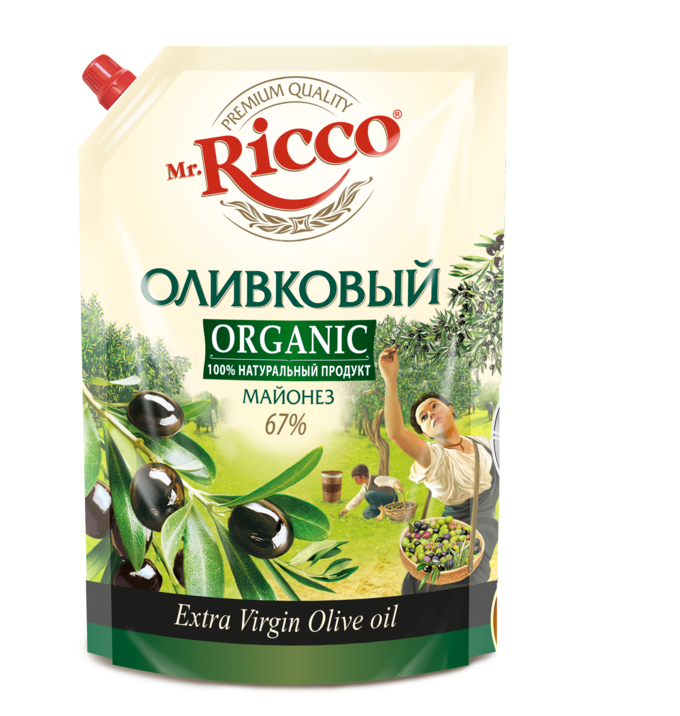 PREMIUM QUALITY
Mr. Ricco®
ОЛИВКОВЫЙ
ORGANIC
100% НАТУРАЛЬНЫЙ ПРОДУКТ
МАЙОНЕЗ
67%
Extra Virgin Olive oil